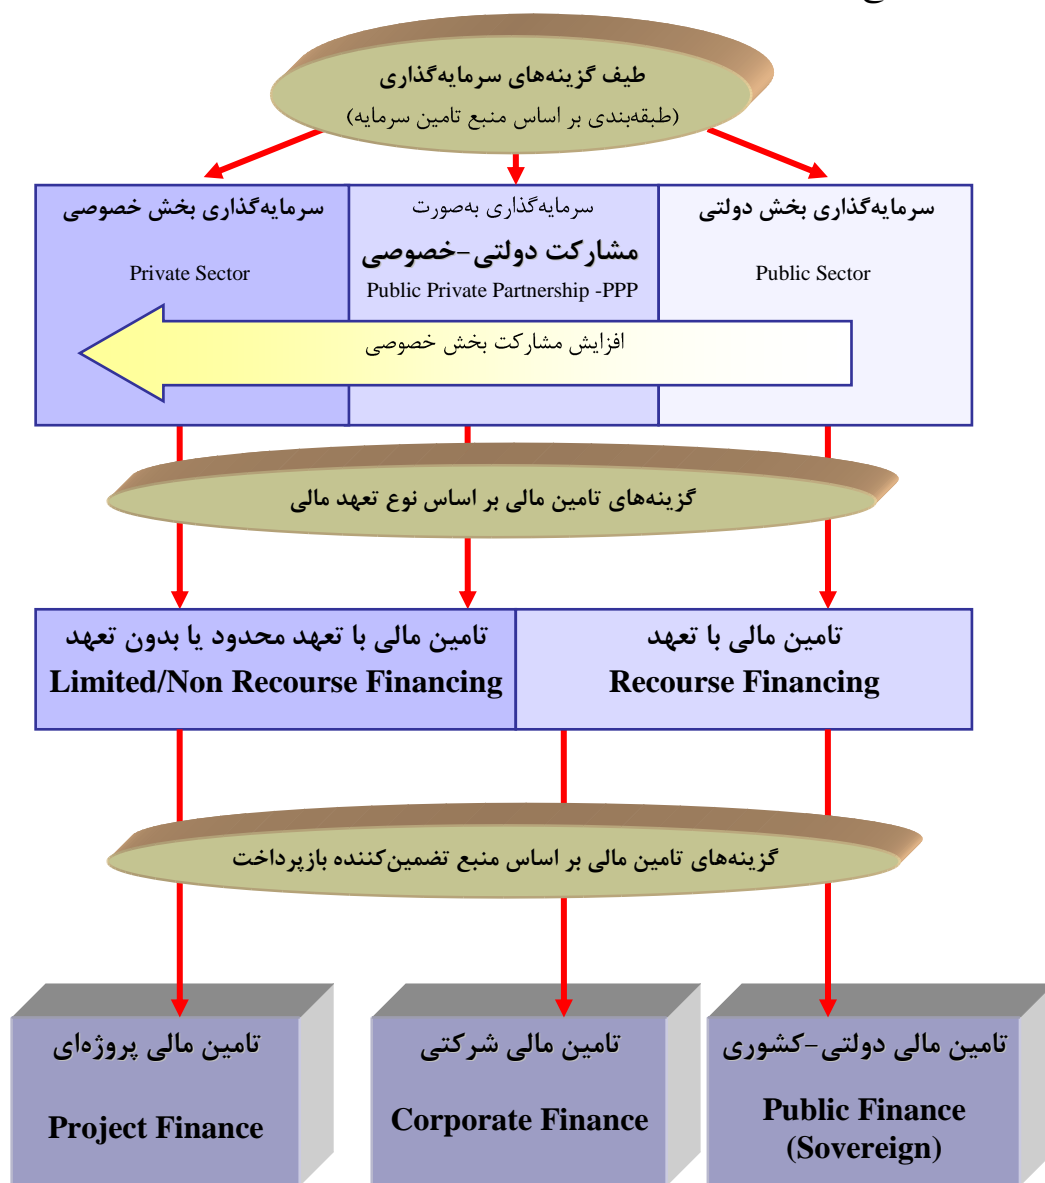 طیف گزینه‌های سرمایه‌گذاری
(طبقه‌بندی بر اساس منبع تامین سرمایه)
سرمایه‌گذاری بخش دولتی
Public Sector
سرمایه‌گذاری به‌صورت
مشارکت دولتی-خصوصی
Public Private Partnership -PPP
سرمایه‌گذاری بخش خصوصی
Private Sector
افزایش مشارکت بخش خصوصی
گزینه‌های تامین مالی بر اساس نوع تعهد مالی
تامین مالی با تعهد
Recourse Financing
تامین مالی با تعهد محدود یا بدون تعهد
Limited/Non Recourse Financing
گزینه‌های تامین مالی بر اساس منبع تضمین‌کننده بازپرداخت
تامین مالی دولتی-کشوری
Public Finance
(Sovereign)
تامین مالی شرکتی
Corporate Finance
تامین مالی پروژه‌ای
Project Finance